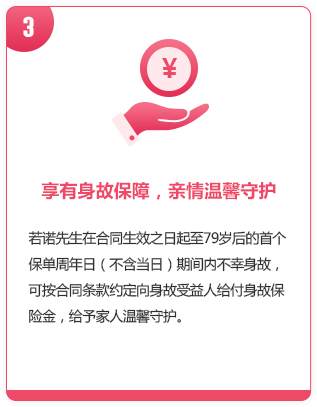 3
¥
享有身故保障，亲情温馨守护
若诺先生在合同生效之日起至79岁后的首个
保单周年日（不含当日）期间内不幸身故，
可按合同条款约定向身故受益人给付身故保
险金，给予家人温馨守护。